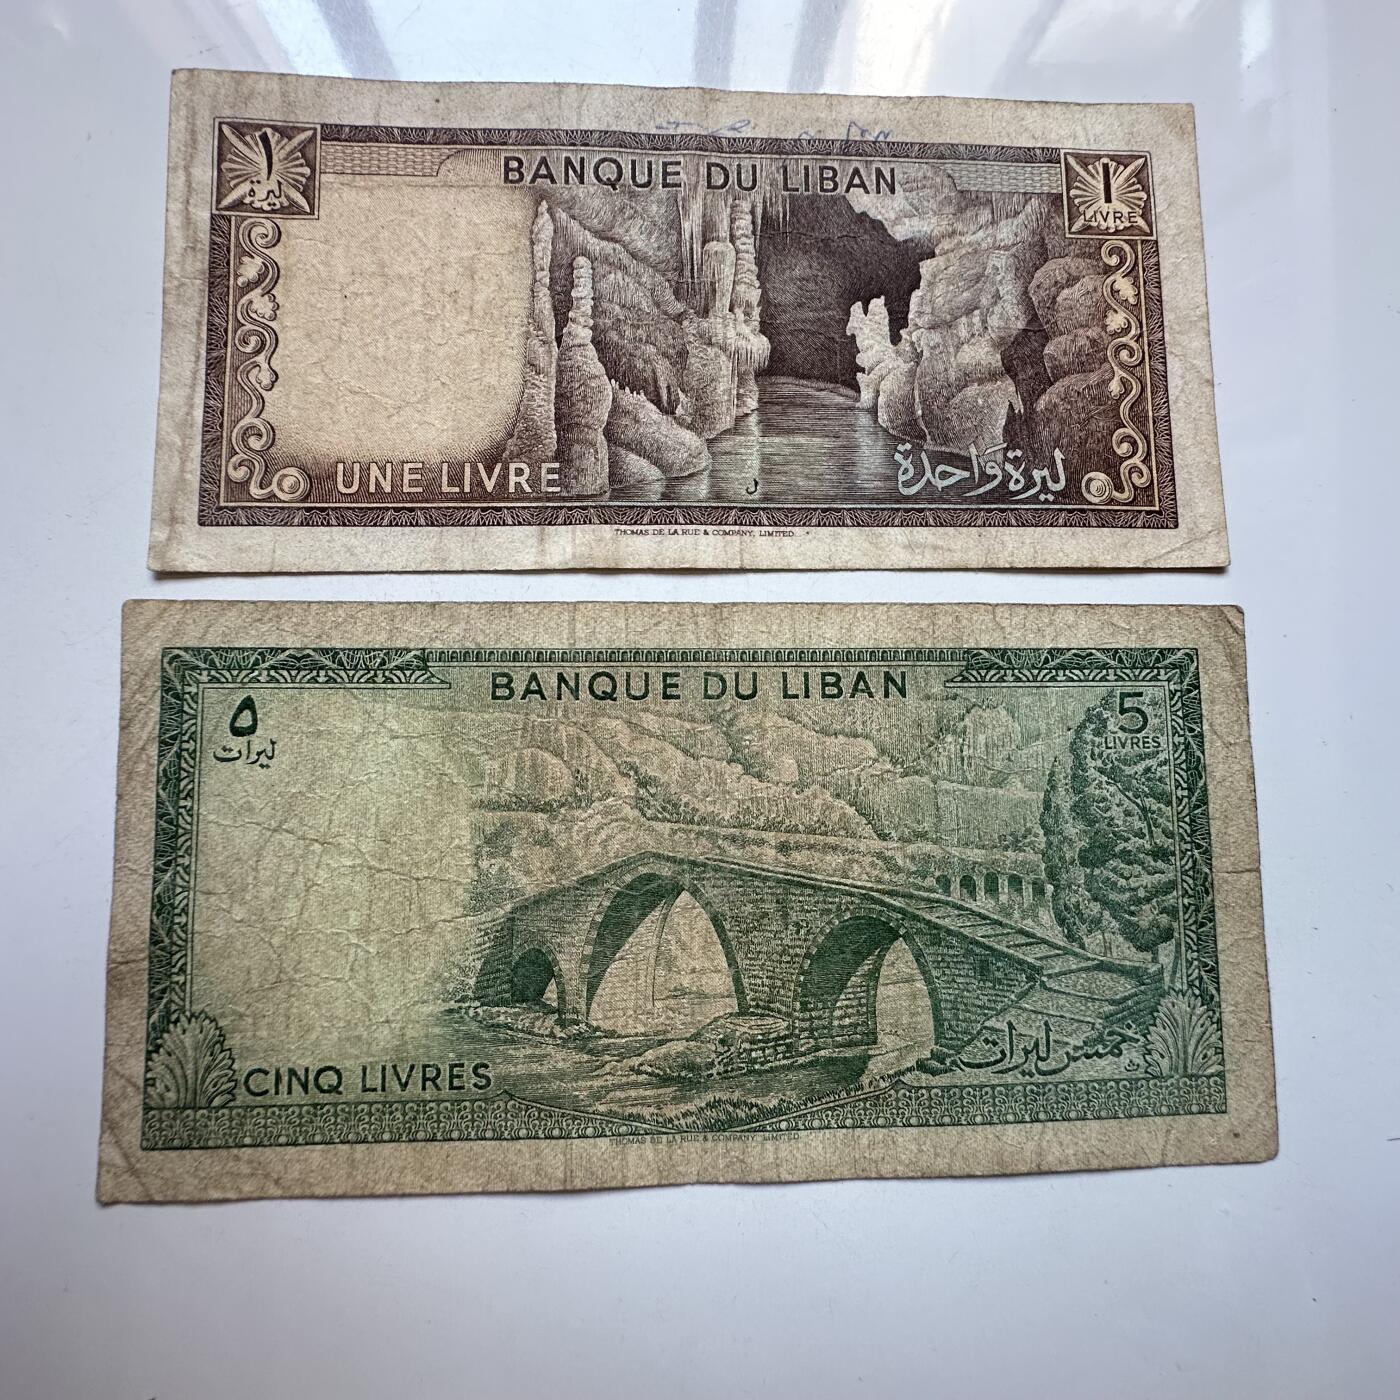 BANQUE DU LIBAN
١
ليرة
1
LIVRE
UNE LIVRE
ليرة واحدة
THOMAS DE LA RUE & COMPANY, LIMITED.
BANQUE DU LIBAN
٥
ليرات
5
LIVRES
CINQ LIVRES
خمس ليرات
THOMAS DE LA RUE & COMPANY, LIMITED.